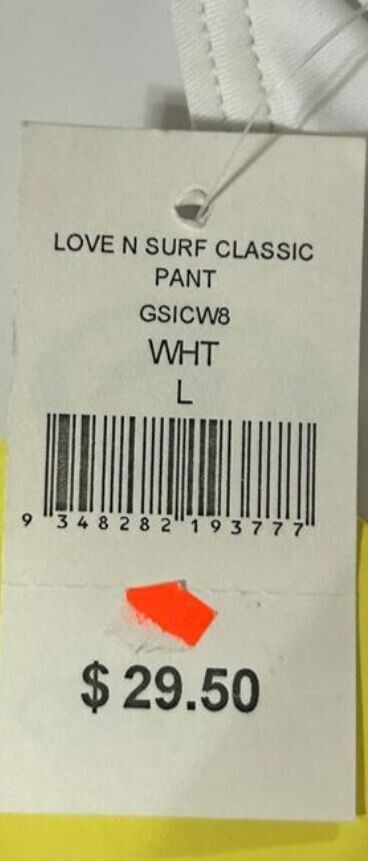 LOVE N SURF CLASSIC
PANT
GSICW8
WHT
L
9 348282 193777
$ 29.50